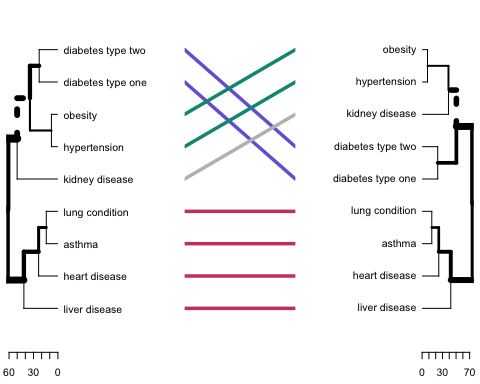 diabetes type two
diabetes type one
obesity
hypertension
kidney disease
lung condition
asthma
heart disease
liver disease
60 30 0
obesity
hypertension
kidney disease
diabetes type two
diabetes type one
lung condition
asthma
heart disease
liver disease
0 30 70